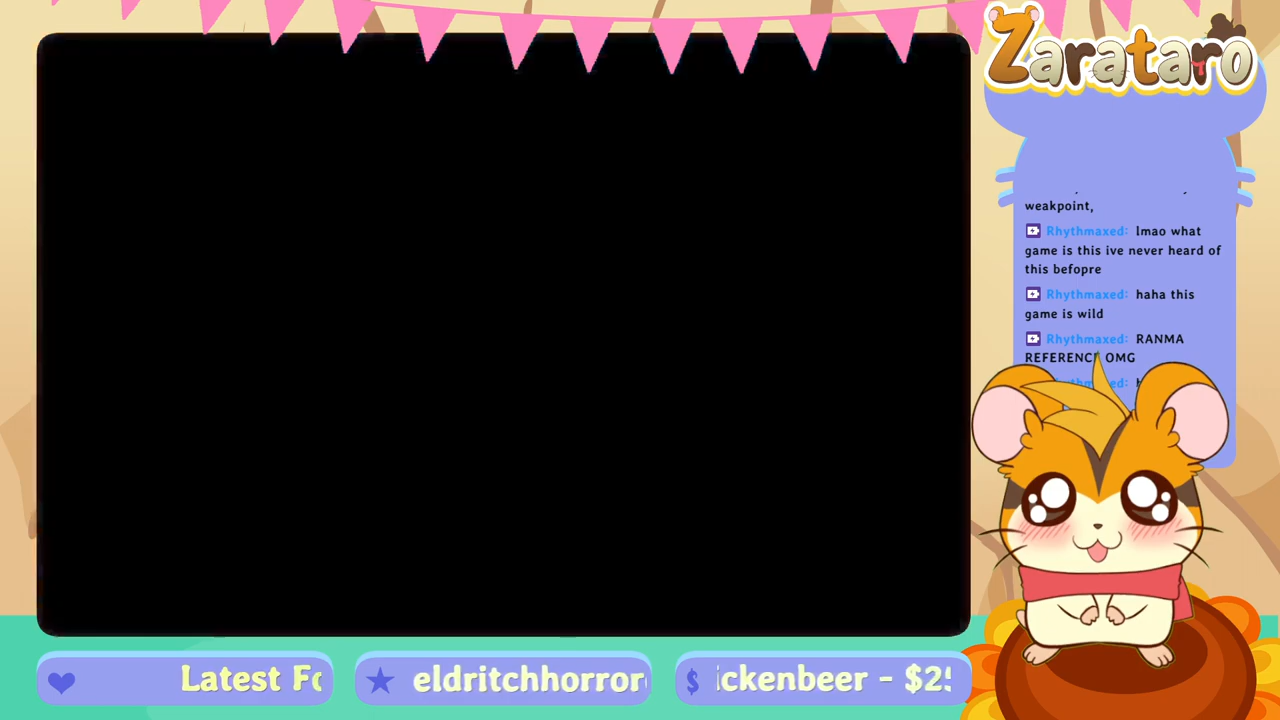 Zarataro
weakpoint,
Rhythmaxed: lmao what
game is this ive never heard of
this befopre
Rhythmaxed: haha this
game is wild
Rhythmaxed: RANMA
REFERENCE OMG
Latest Fo
eldritchhorror
ickenbeer - $25